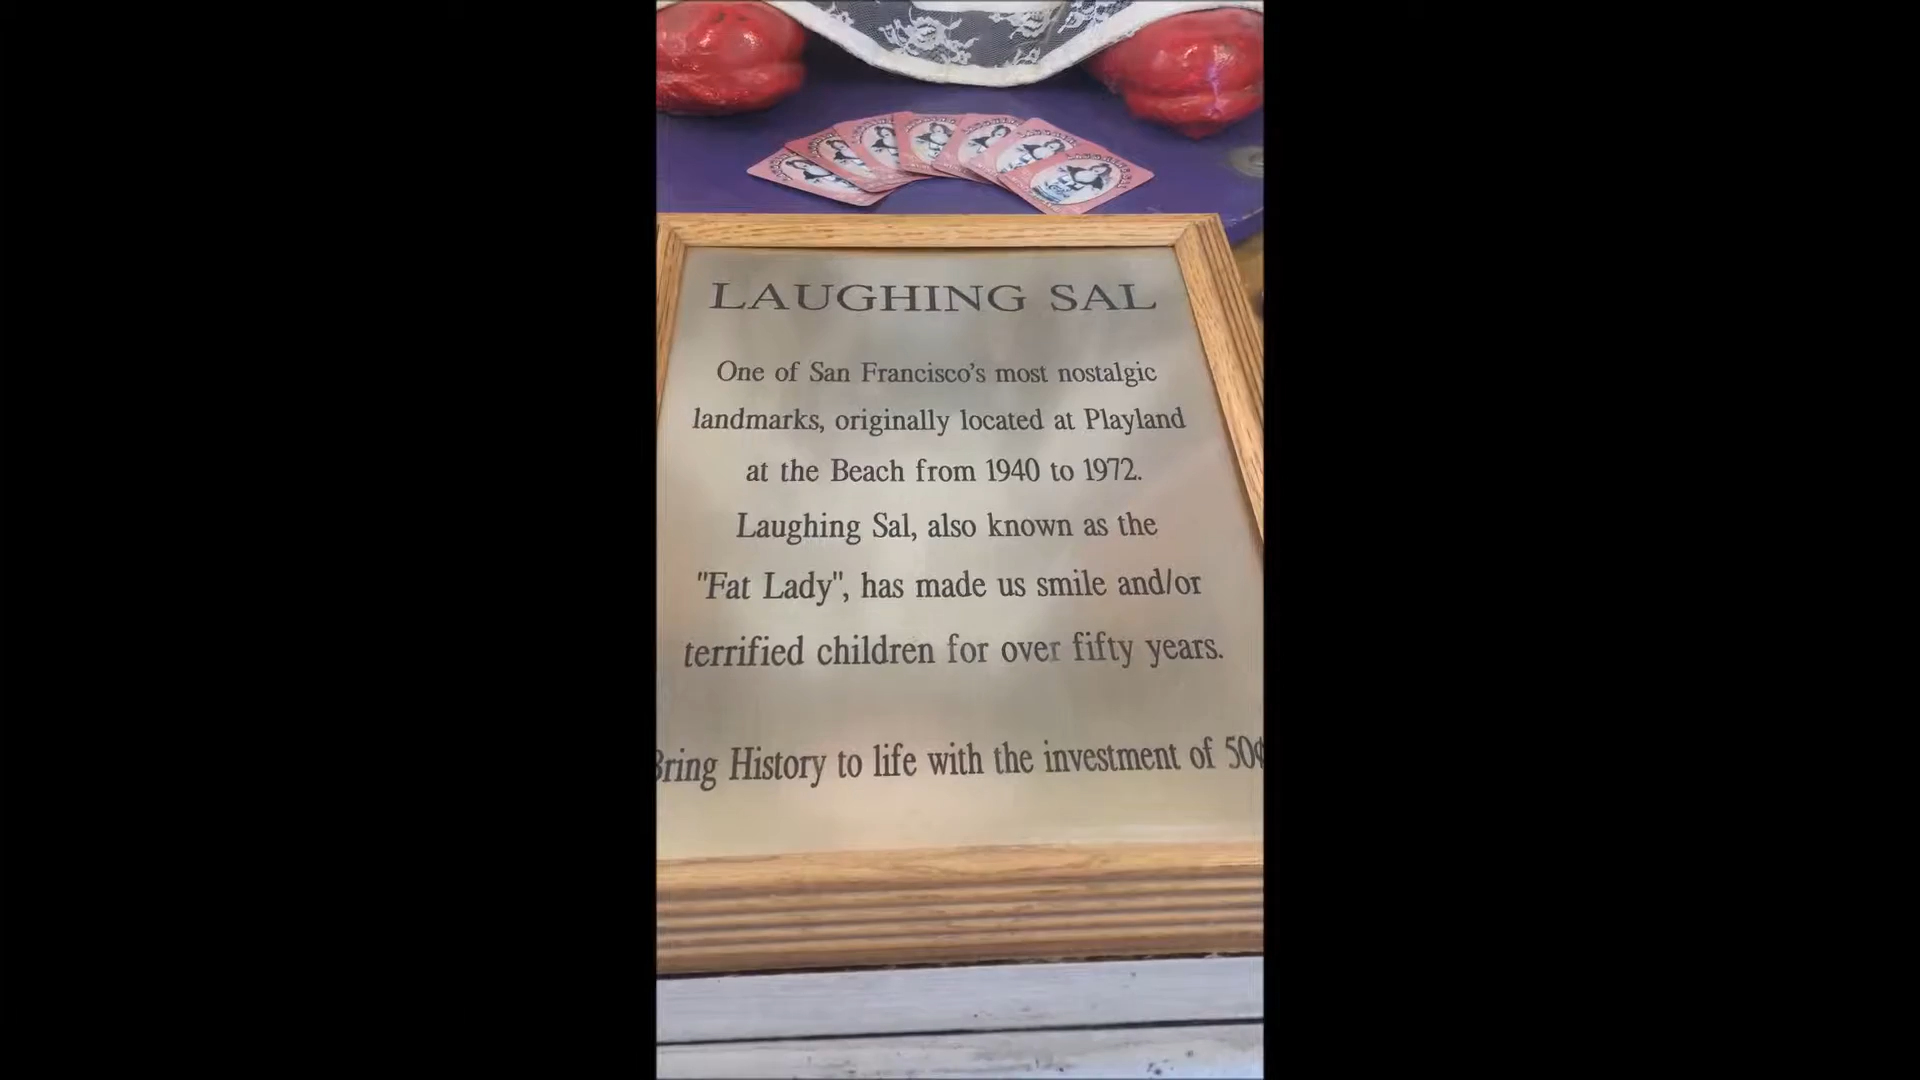 LAUGHING SAL
One of San Francisco's most nostalgic
landmarks, originally located at Playland
at the Beach from 1940 to 1972.
Laughing Sal, also known as the
"Fat Lady", has made us smile and/or
terrified children for over fifty years.
Bring History to life with the investment of 50¢